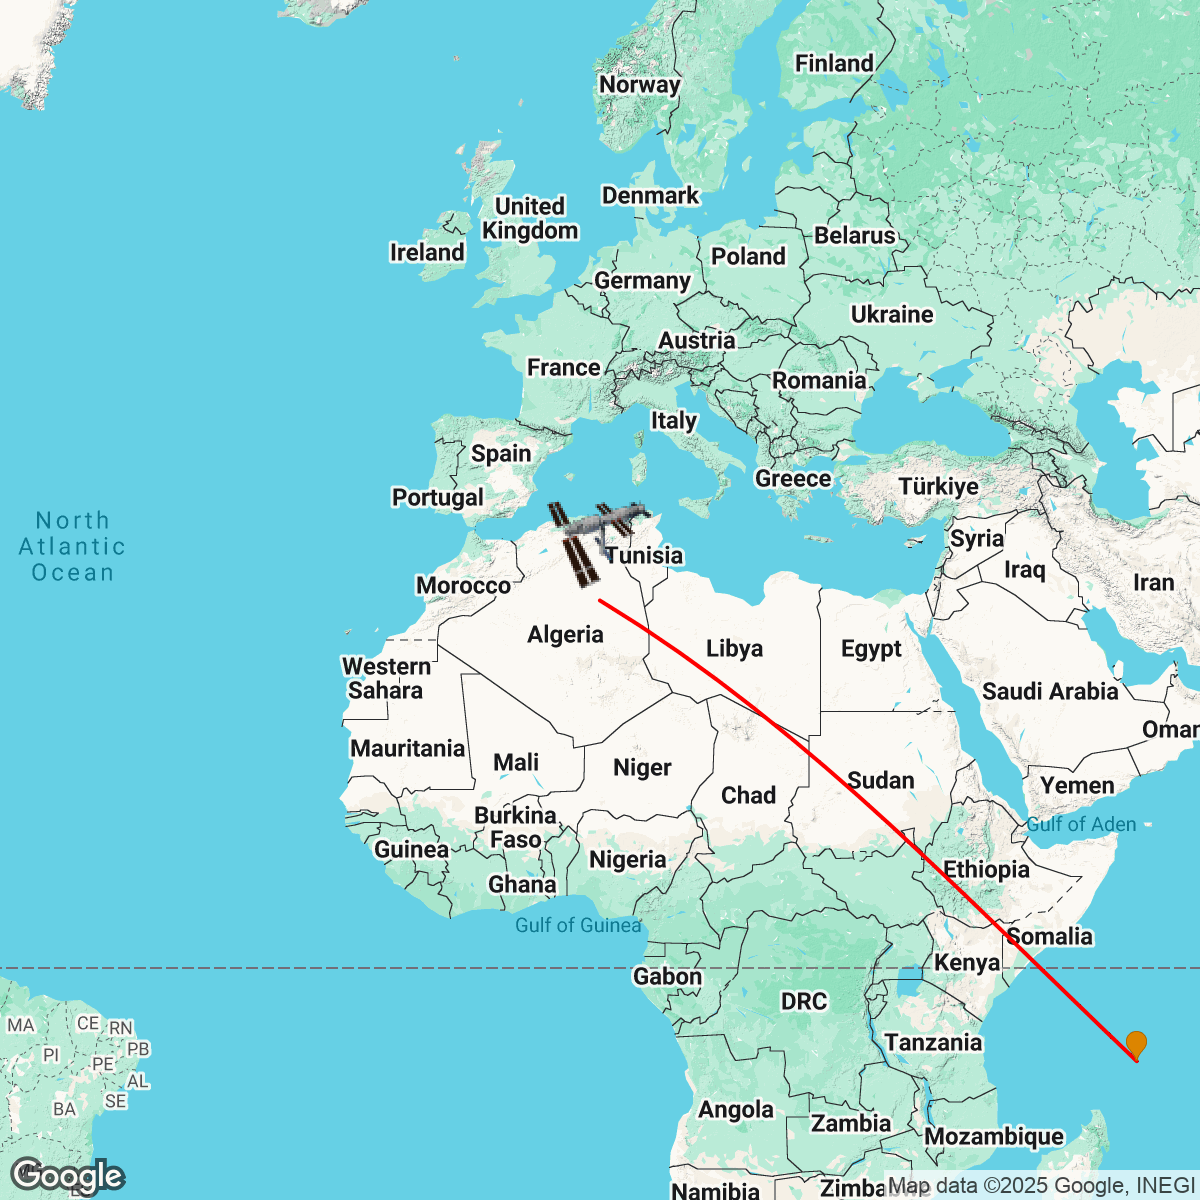 Finland
Norway
Denmark
United
Kingdom
Ireland
Belarus
Poland
Germany
Ukraine
Austria
France
Romania
Italy
Spain
Greece
Türkiye
Portugal
North
Atlantic
Ocean
Syria
Tunisia
Iraq
Iran
Morocco
Algeria
Libya
Egypt
Western
Sahara
Saudi Arabia
Oman
Mauritania
Mali
Niger
Sudan
Yemen
Chad
Burkina
Faso
Gulf of Aden
Guinea
Nigeria
Ethiopia
Ghana
Gulf of Guinea
Somalia
Kenya
Gabon
DRC
MA
CE
RN
PI
PB
PE
AL
SE
BA
Tanzania
Angola
Zambia
Mozambique
Google
Namibia
Map data ©2025 Google, INEGI